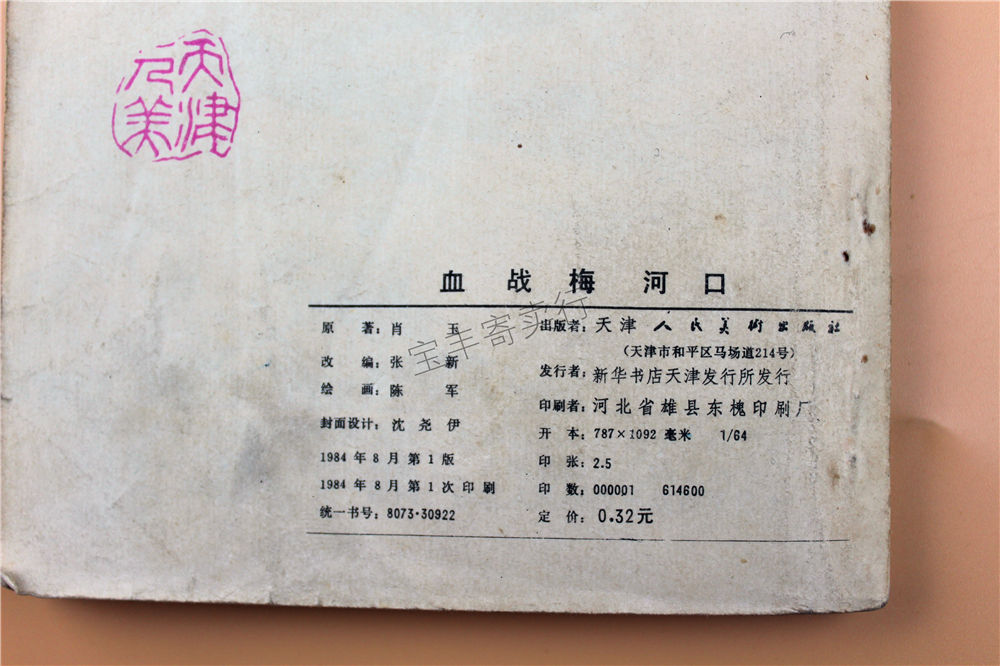 天津
人美
血战梅河口
原著：肖玉
改编：张新
绘画：陈军
封面设计：沈尧伊
1984年8月第1版
1984年8月第1次印刷
统一书号：8073·30922
出版者：天津人民美術出版社
（天津市和平区马场道214号）
发行者：新华书店天津发行所发行
印刷者：河北省雄县东槐印刷厂
开本：787×1092毫米 1/64
印张：2.5
印数：000001 614600
定价：0.32元
宝丰寄卖行